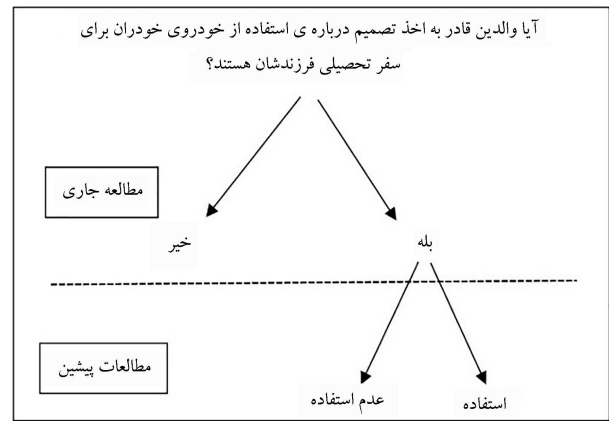 آیا والدین قادر به اخذ تصمیم درباره ی استفاده از خودروی خودران برای
سفر تحصیلی فرزندشان هستند؟
مطالعه جاری
بله
خیر
مطالعات پیشین
استفاده
عدم استفاده